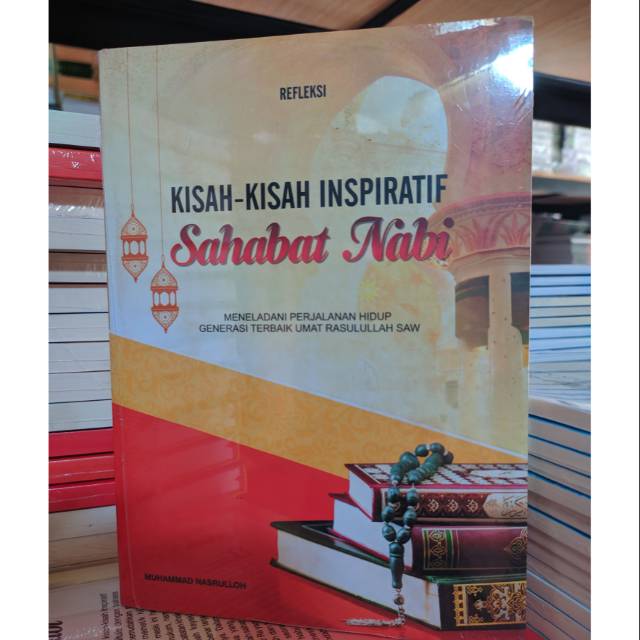 REFLEKSI
KISAH-KISAH INSPIRATIF
Sahabat Nabi
MENELADANI PERJALANAN HIDUP
GENERASI TERBAIK UMAT RASULULLAH SAW
MUHAMMAD NASRULLOH